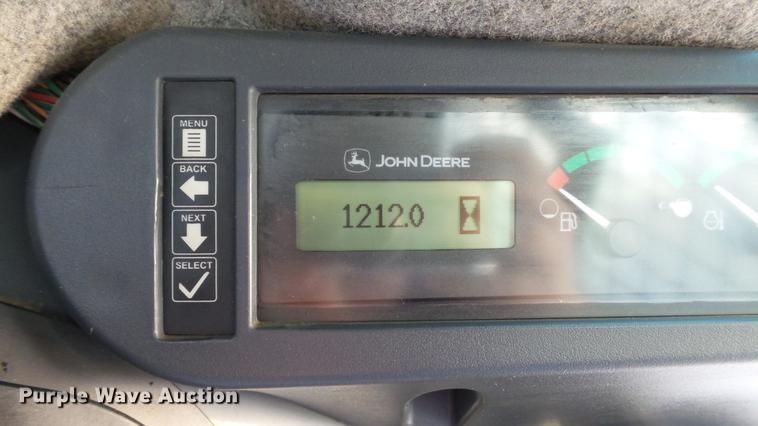 MENU
BACK
NEXT
SELECT
JOHN DEERE
1212.0
Purple Wave Auction